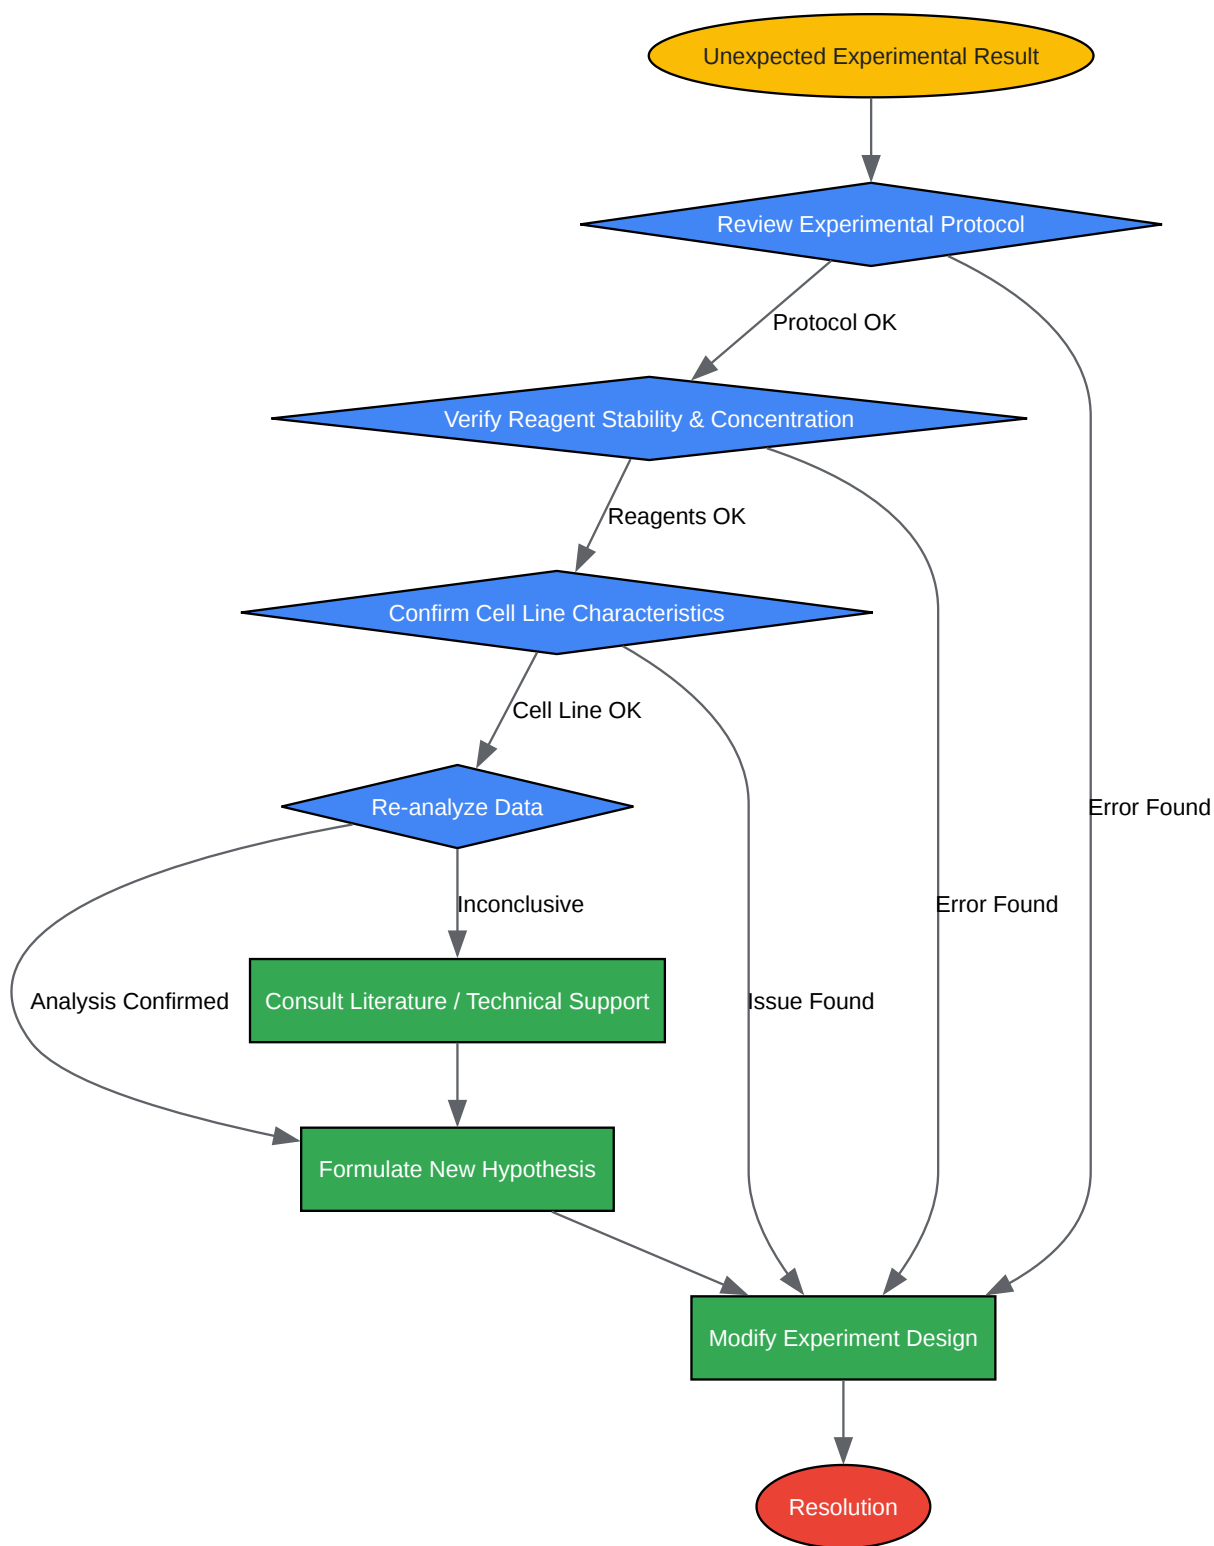 Unexpected Experimental Result
Review Experimental Protocol
Protocol OK
Verify Reagent Stability & Concentration
Reagents OK
Confirm Cell Line Characteristics
Cell Line OK
Re-analyze Data
Error Found
Inconclusive
Error Found
Analysis Confirmed
Consult Literature / Technical Support
Issue Found
Formulate New Hypothesis
Modify Experiment Design
Resolution